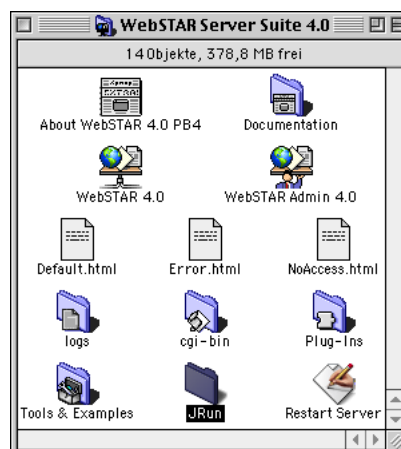 WebSTAR Server Suite 4.0
14 Objekte, 378,8 MB frei
About WebSTAR 4.0 PB4
Documentation
WebSTAR 4.0
WebSTAR Admin 4.0
Default.html
Error.html
NoAccess.html
logs
cgi-bin
Plug-Ins
Tools & Examples
JRun
Restart Server